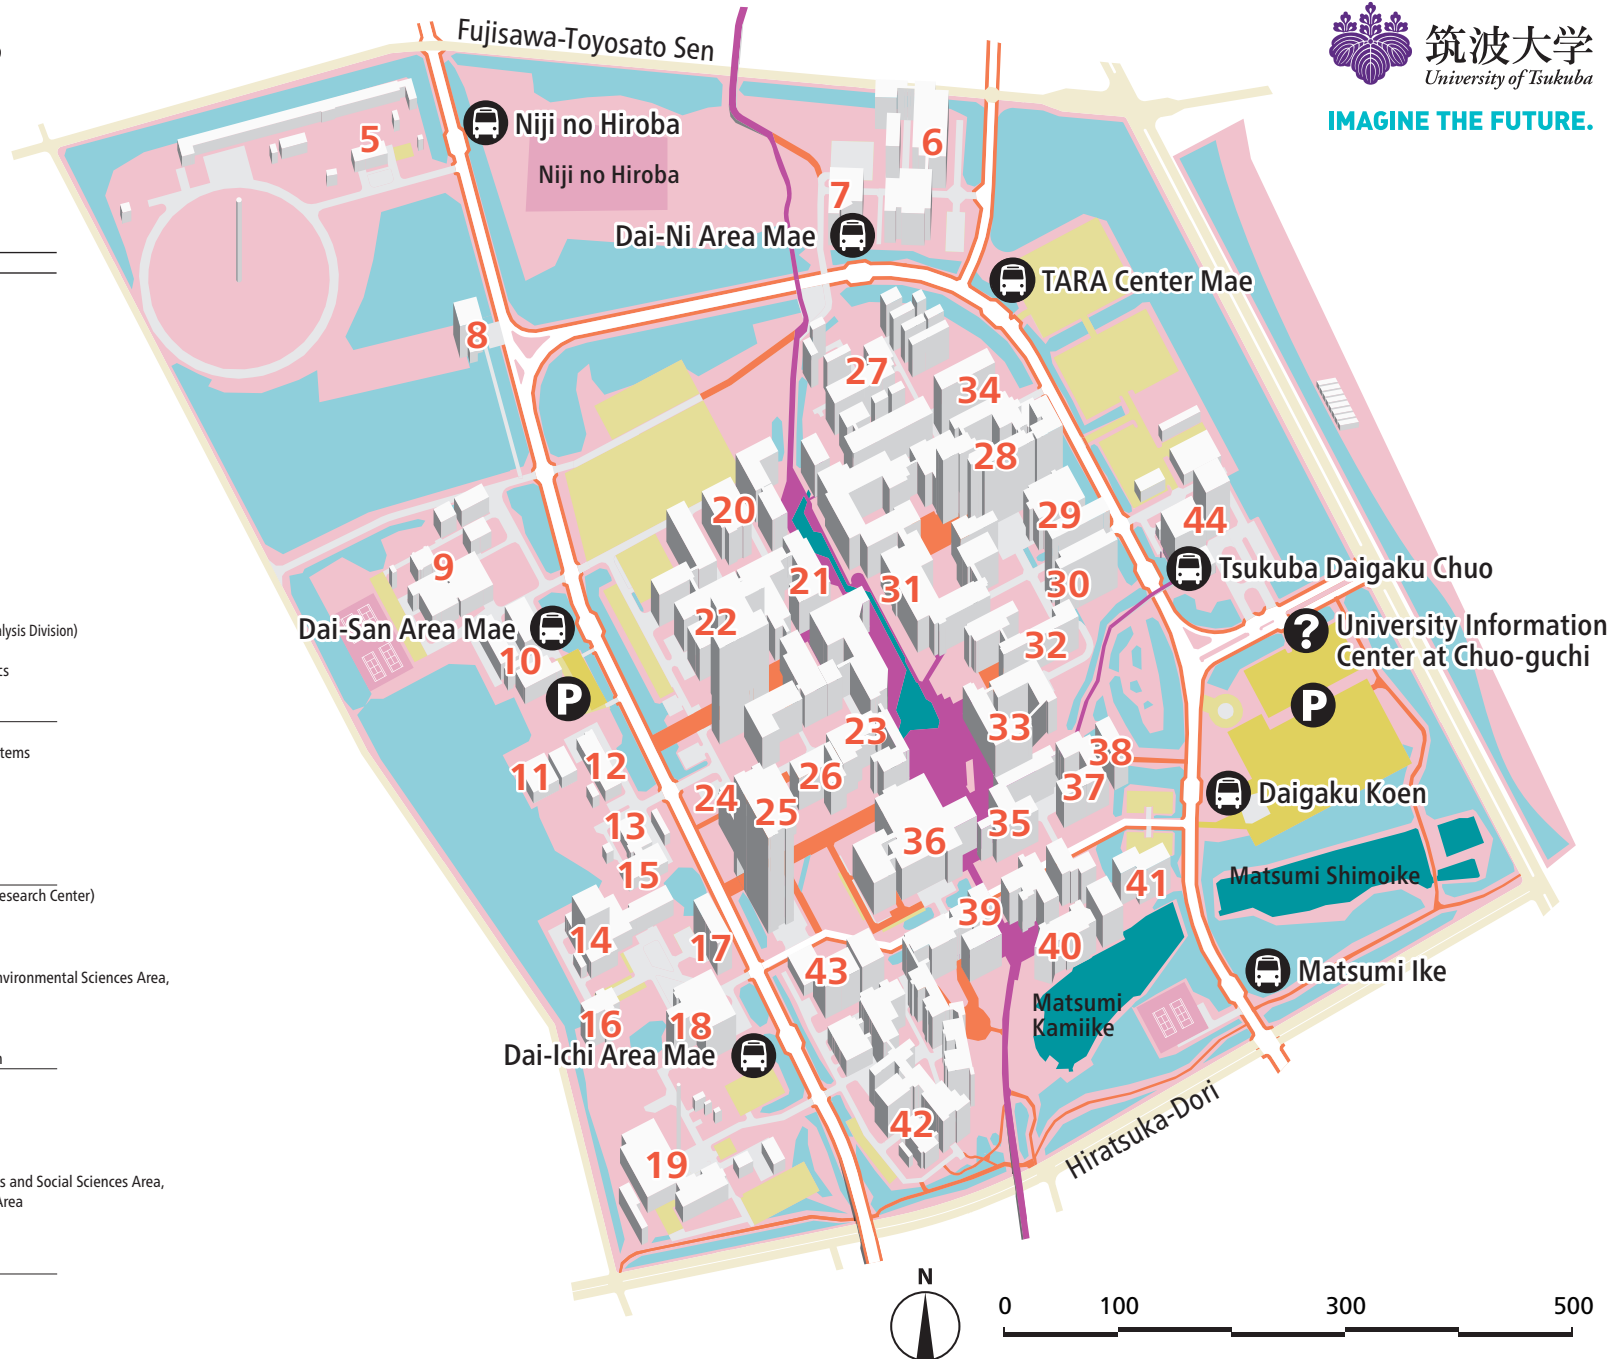 Fujisawa-Toyosato Sen
筑波大学
University of Tsukuba
IMAGINE THE FUTURE.
5
Niji no Hiroba
Niji no Hiroba
6
7
Dai-Ni Area Mae
TARA Center Mae
8
27
34
28
20
29
44
9
21
31
30
Tsukuba Daigaku Chuo
lysis Division)
Dai-San Area Mae
22
University Information
Center at Chuo-guchi
?
cs
10
32
P
P
tems
11
12
23
33
38
26
37
24
25
Daigaku Koen
13
36
35
15
Matsumi Shimoike
esearch Center)
41
39
14
17
40
nvironmental Sciences Area,
43
Matsumi Ike
Matsumi
Kamiike
16
18
Dai-Ichi Area Mae
n
42
Hiratsuka-Dori
19
s and Social Sciences Area,
Area
N
0 100 300 500